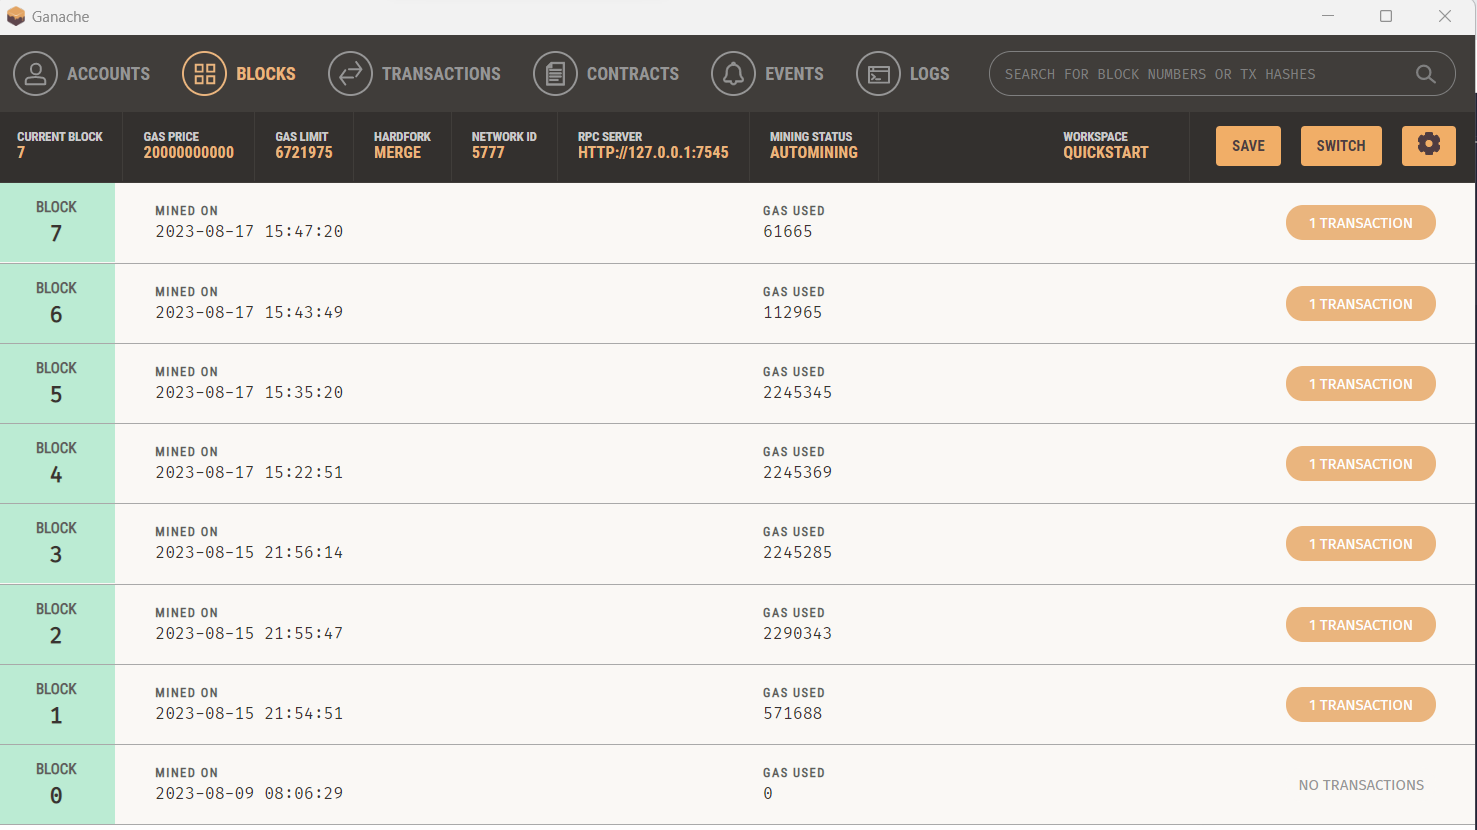 Ganache
ACCOUNTS BLOCKS TRANSACTIONS CONTRACTS EVENTS LOGS SEARCH FOR BLOCK NUMBERS OR TX HASHES
CURRENT BLOCK GAS PRICE GAS LIMIT HARDFORK NETWORK ID RPC SERVER MINING STATUS WORKSPACE
7 20000000000 6721975 MERGE 5777 HTTP://127.0.0.1:7545 AUTOMINING QUICKSTART SAVE SWITCH
BLOCK MINED ON GAS USED
7 2023-08-17 15:47:20 61665 1 TRANSACTION
BLOCK MINED ON GAS USED
6 2023-08-17 15:43:49 112965 1 TRANSACTION
BLOCK MINED ON GAS USED
5 2023-08-17 15:35:20 2245345 1 TRANSACTION
BLOCK MINED ON GAS USED
4 2023-08-17 15:22:51 2245369 1 TRANSACTION
BLOCK MINED ON GAS USED
3 2023-08-15 21:56:14 2245285 1 TRANSACTION
BLOCK MINED ON GAS USED
2 2023-08-15 21:55:47 2290343 1 TRANSACTION
BLOCK MINED ON GAS USED
1 2023-08-15 21:54:51 571688 1 TRANSACTION
BLOCK MINED ON GAS USED
0 2023-08-09 08:06:29 0 NO TRANSACTIONS